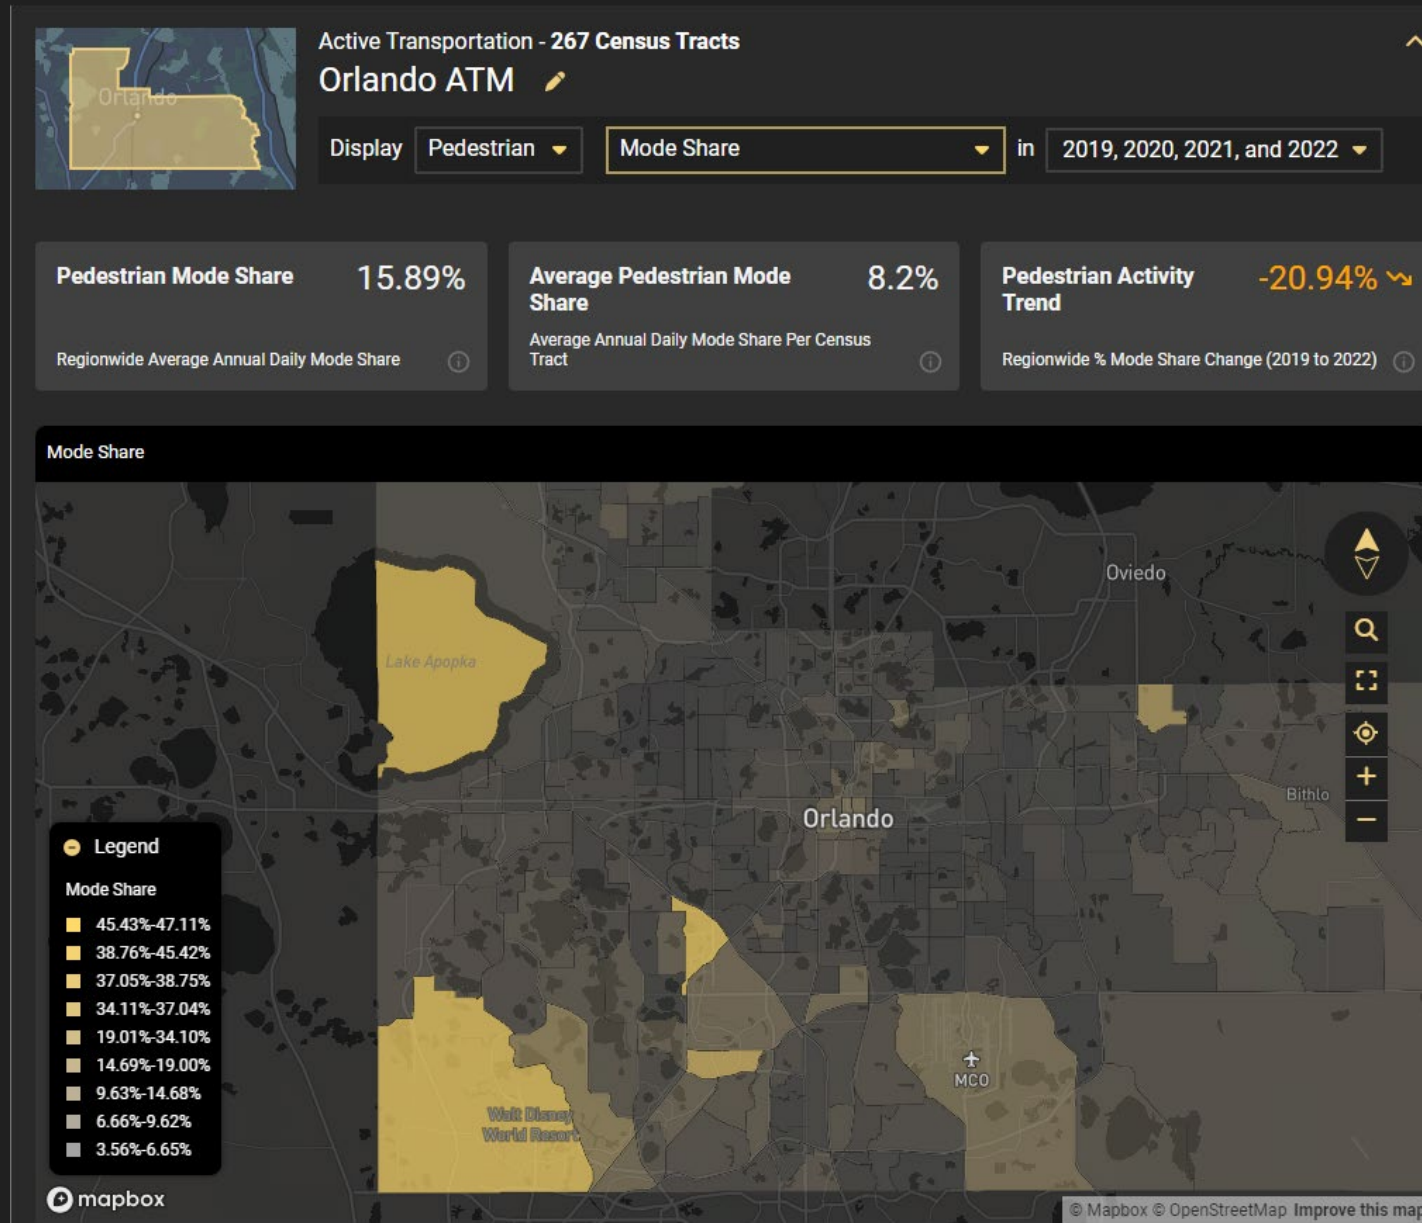 Orlando
Active Transportation - 267 Census Tracts
Orlando ATM
Display Pedestrian Mode Share in 2019, 2020, 2021, and 2022
Pedestrian Mode Share 15.89%
Regionwide Average Annual Daily Mode Share
Average Pedestrian Mode Share 8.2%
Average Annual Daily Mode Share Per Census
Tract
Pedestrian Activity Trend -20.94%
Regionwide % Mode Share Change (2019 to 2022)
Mode Share
Oviedo
Lake Apopka
Bithlo
Orlando
MCO
Walt Disney
World Resort
Legend
Mode Share
45.43%-47.11%
38.76%-45.42%
37.05%-38.75%
34.11%-37.04%
19.01%-34.10%
14.69%-19.00%
9.63%-14.68%
6.66%-9.62%
3.56%-6.65%
mapbox
© Mapbox © OpenStreetMap Improve this map